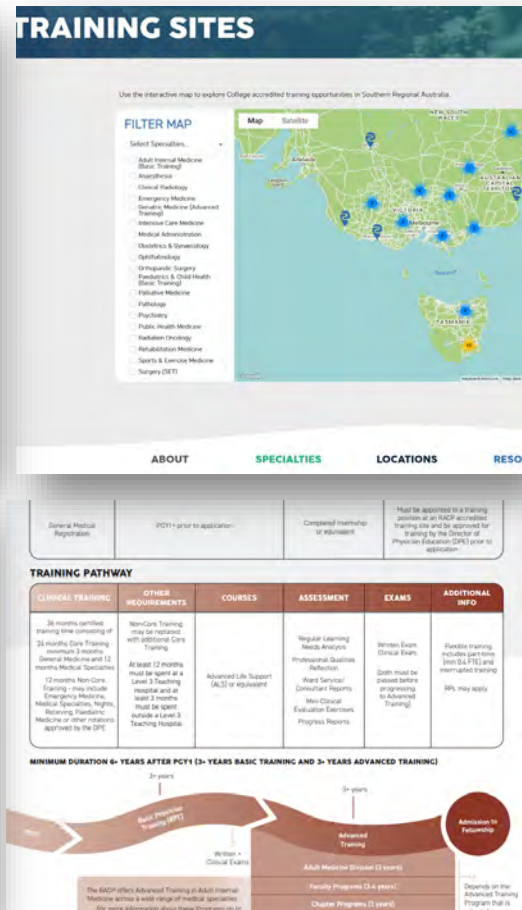 TRAINING SITES
Use the interactive map to explore College accredited training opportunities in Southern Regional Australia.
FILTER MAP
Select Specialties...
Adult Internal Medicine
(Basic Training)
Anaesthesia
Clinical Radiology
Emergency Medicine
Geriatric Medicine (Advanced
Training)
Intensive Care Medicine
Medical Administration
Obstetrics & Gynaecology
Ophthalmology
Orthopaedic Surgery
Paediatrics & Child Health
(Basic Training)
Palliative Medicine
Pathology
Psychiatry
Public Health Medicine
Radiation Oncology
Rehabilitation Medicine
Sports & Exercise Medicine
Surgery (SET)
Map
Satellite
NEW SOUTH
WALES
Adelaide
AUSTRALIAN
CAPITAL
TERRITORY
VICTORIA
Melbourne
TASMANIA
ABOUT
SPECIALTIES
LOCATIONS
RESO
General Medical
Registration
PGY1+ prior to application
Completed Internship
or equivalent
Must be appointed to a training
position at an RACP accredited
training site and be approved for
training by the Director of
Physician Education (DPE) prior to
application
TRAINING PATHWAY
CLINICAL TRAINING
OTHER
REQUIREMENTS
COURSES
ASSESSMENT
EXAMS
ADDITIONAL
INFO
36 months certified
training time consisting of
24 months Core Training -
minimum 3 months
General Medicine and 12
months Medical Specialties
12 months Non-Core
Training - may include
Emergency Medicine,
Medical Specialties, Nights,
Relieving, Paediatric
Medicine or other rotations
approved by the DPE
Non-Core Training
may be replaced
with additional Core
Training
At least 12 months
must be spent at a
Level 3 Teaching
Hospital and at
least 3 months
must be spent
outside a Level 3
Teaching Hospital
Advanced Life Support
(ALS) or equivalent
Regular Learning
Needs Analysis
Professional Qualities
Reflection
Ward Service/
Consultant Reports
Mini-Clinical
Evaluation Exercises
Progress Reports
Written Exam
Clinical Exam
(both must be
passed before
progressing
to Advanced
Training)
Flexible training
includes part-time
(min 0.4 FTE) and
interrupted training
RPL may apply
MINIMUM DURATION 6+ YEARS AFTER PGY1 (3+ YEARS BASIC TRAINING AND 3+ YEARS ADVANCED TRAINING)
3+ years
3+ years
Basic Physician
Training (BPT)
Advanced
Training
Admission to
Fellowship
Written +
Clinical Exams
Adult Medicine Division (3 years)
Faculty Programs (3-4 years)
Chapter Programs (3 years)
The RACP offers Advanced Training in Adult Internal
Medicine across a wide range of medical specialties
Depends on the
Advanced Training
Program that is